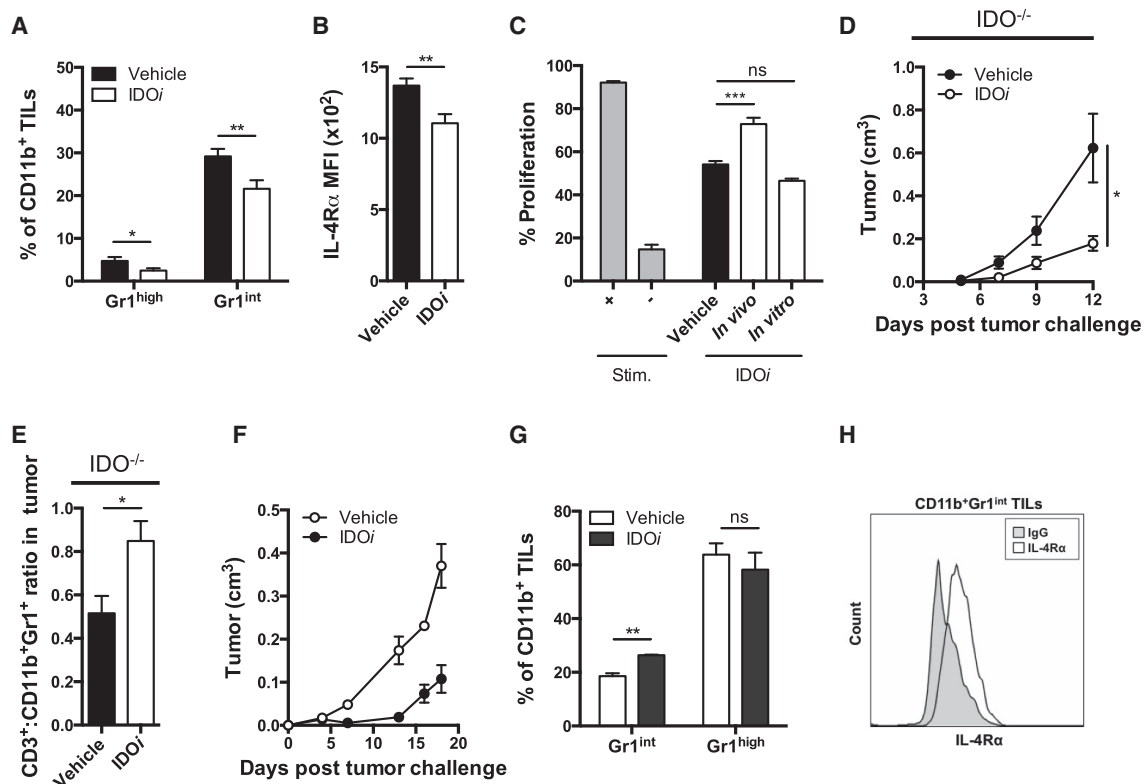 A
% of CD11b⁺ TILs
50
40
30
20
10
0
Vehicle
IDOi
*
**
Gr1ʰⁱᵍʰ
Gr1ⁱⁿᵗ
B
IL-4Rα MFI (x10²)
15
10
5
0
**
Vehicle
IDOi
C
% Proliferation
100
80
60
40
20
0
ns
***
+
-
Vehicle
In vivo
In vitro
Stim.
IDOi
D
IDO⁻/⁻
Tumor (cm³)
1.0
0.8
0.6
0.4
0.2
0.0
Vehicle
IDOi
*
3
6
9
12
Days post tumor challenge
E
IDO⁻/⁻
CD3⁺:CD11b⁺Gr1⁺ ratio in tumor
1.0
0.8
0.6
0.4
0.2
0.0
*
Vehicle
IDOi
F
Tumor (cm³)
0.5
0.4
0.3
0.2
0.1
0.0
Vehicle
IDOi
0
5
10
15
20
Days post tumor challenge
G
% of CD11b⁺ TILs
80
60
40
20
0
Vehicle
IDOi
**
ns
Gr1ⁱⁿᵗ
Gr1ʰⁱᵍʰ
H
CD11b⁺Gr1ⁱⁿᵗ TILs
IgG
IL-4Rα
Count
IL-4Rα